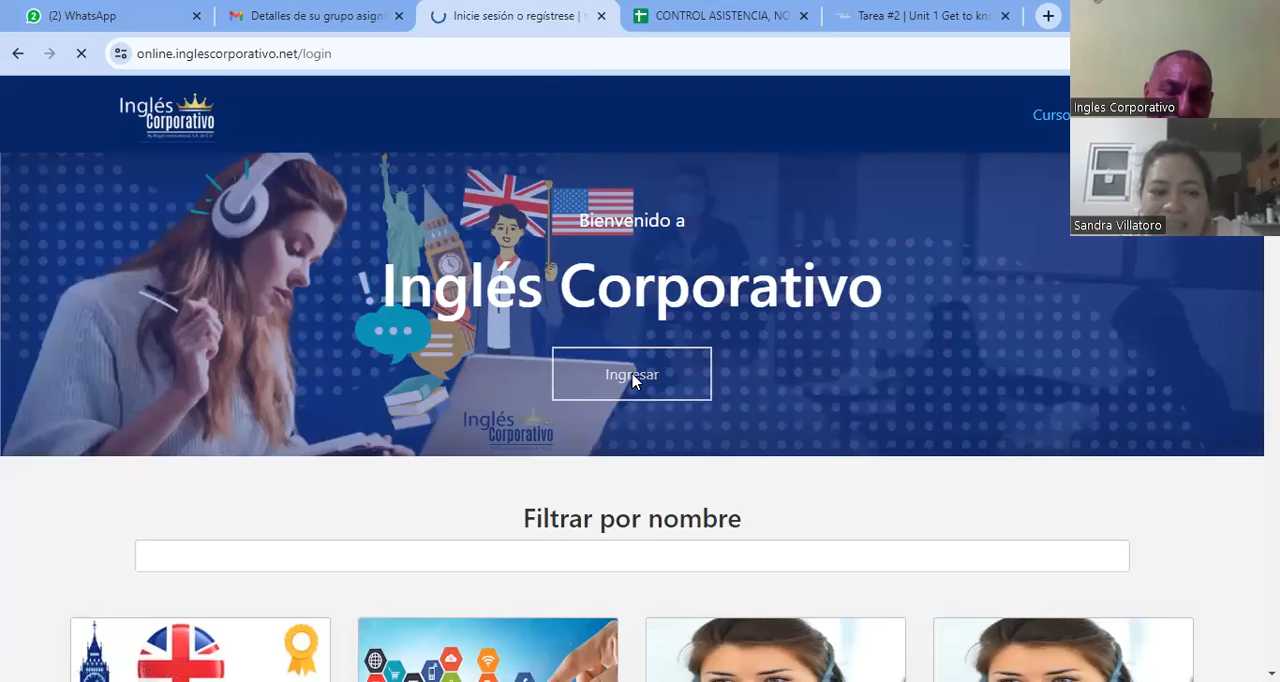 (2) WhatsApp
Detalles de su grupo asign
Inicie sesión o regístrese |
CONTROL ASISTENCIA, NO
Tarea #2 | Unit 1 Get to kn
online.inglescorporativo.net/login
Inglés
Corporativo
Curso
Ingles Corporativo
Sandra Villatoro
Bienvenido a
Inglés Corporativo
Ingresar
Inglés
Corporativo
Filtrar por nombre